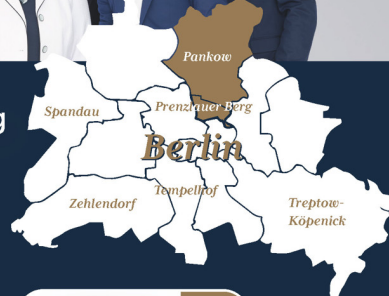 Pankow
Spandau
Prenzlauer Berg
Berlin
Tempelhof
Zehlendorf
Treptow-
Köpenick